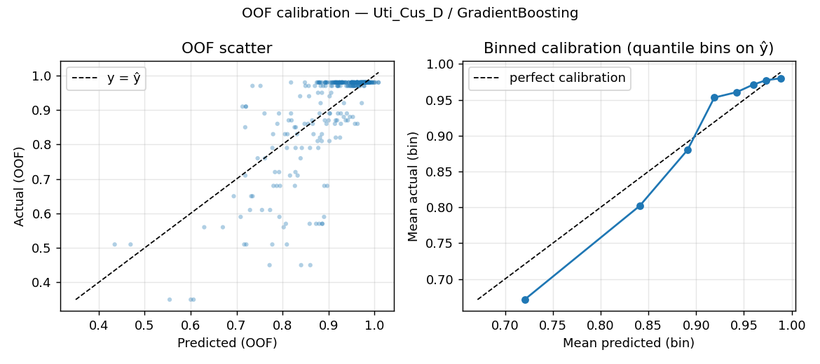 OOF calibration — Uti_Cus_D / GradientBoosting
OOF scatter
Actual (OOF)
1.0
0.9
0.8
0.7
0.6
0.5
0.4
y = ŷ
0.4 0.5 0.6 0.7 0.8 0.9 1.0
Predicted (OOF)
Binned calibration (quantile bins on ŷ)
Mean actual (bin)
1.00
0.95
0.90
0.85
0.80
0.75
0.70
perfect calibration
0.70 0.75 0.80 0.85 0.90 0.95 1.00
Mean predicted (bin)